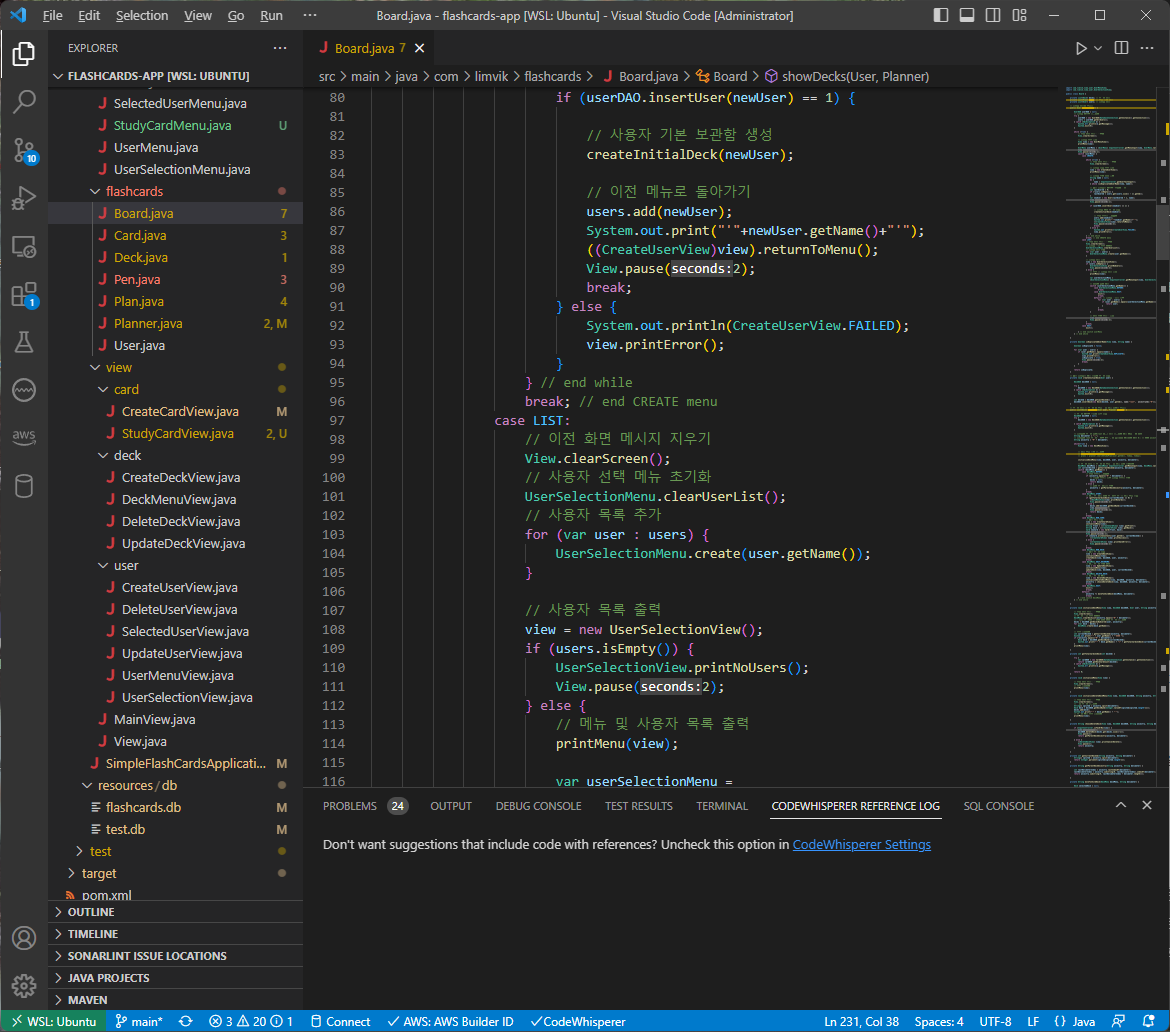 File Edit Selection View Go Run ··· Board.java - flashcards-app [WSL: Ubuntu] - Visual Studio Code [Administrator]
EXPLORER ···
FLASHCARDS-APP [WSL: UBUNTU]
SelectedUserMenu.java
StudyCardMenu.java U
UserMenu.java
UserSelectionMenu.java
flashcards
Board.java 7
Card.java 3
Deck.java 1
Pen.java 3
Plan.java 4
Planner.java 2, M
User.java
view
card
CreateCardView.java M
StudyCardView.java 2, U
deck
CreateDeckView.java
DeckMenuView.java
DeleteDeckView.java
UpdateDeckView.java
user
CreateUserView.java
DeleteUserView.java
SelectedUserView.java
UpdateUserView.java
UserMenuView.java
UserSelectionView.java
MainView.java
View.java
SimpleFlashCardsApplicati... M
resources / db
flashcards.db M
test.db M
test
target
pom.xml
OUTLINE
TIMELINE
SONARLINT ISSUE LOCATIONS
JAVA PROJECTS
MAVEN
10
1
aws
Board.java 7
src > main > java > com > limvik > flashcards > Board.java > Board > showDecks(User, Planner)
80 if (userDAO.insertUser(newUser) == 1) {
81
82 // 사용자 기본 보관함 생성
83 createInitialDeck(newUser);
84
85 // 이전 메뉴로 돌아가기
86 users.add(newUser);
87 System.out.print("'"+newUser.getName()+"'");
88 ((CreateUserView)view).returnToMenu();
89 View.pause(seconds:2);
90 break;
91 } else {
92 System.out.println(CreateUserView.FAILED);
93 view.printError();
94 }
95 } // end while
96 break; // end CREATE menu
97 case LIST:
98 // 이전 화면 메시지 지우기
99 View.clearScreen();
100 // 사용자 선택 메뉴 초기화
101 UserSelectionMenu.clearUserList();
102 // 사용자 목록 추가
103 for (var user : users) {
104 UserSelectionMenu.create(user.getName());
105 }
106
107 // 사용자 목록 출력
108 view = new UserSelectionView();
109 if (users.isEmpty()) {
110 UserSelectionView.printNoUsers();
111 View.pause(seconds:2);
112 } else {
113 // 메뉴 및 사용자 목록 출력
114 printMenu(view);
115
116 var userSelectionMenu =
PROBLEMS 24 OUTPUT DEBUG CONSOLE TEST RESULTS TERMINAL CODEWHISPERER REFERENCE LOG SQL CONSOLE
Don't want suggestions that include code with references? Uncheck this option in CodeWhisperer Settings
WSL: Ubuntu main* 3 20 1 Connect AWS: AWS Builder ID CodeWhisperer Ln 231, Col 38 Spaces: 4 UTF-8 LF {} Java